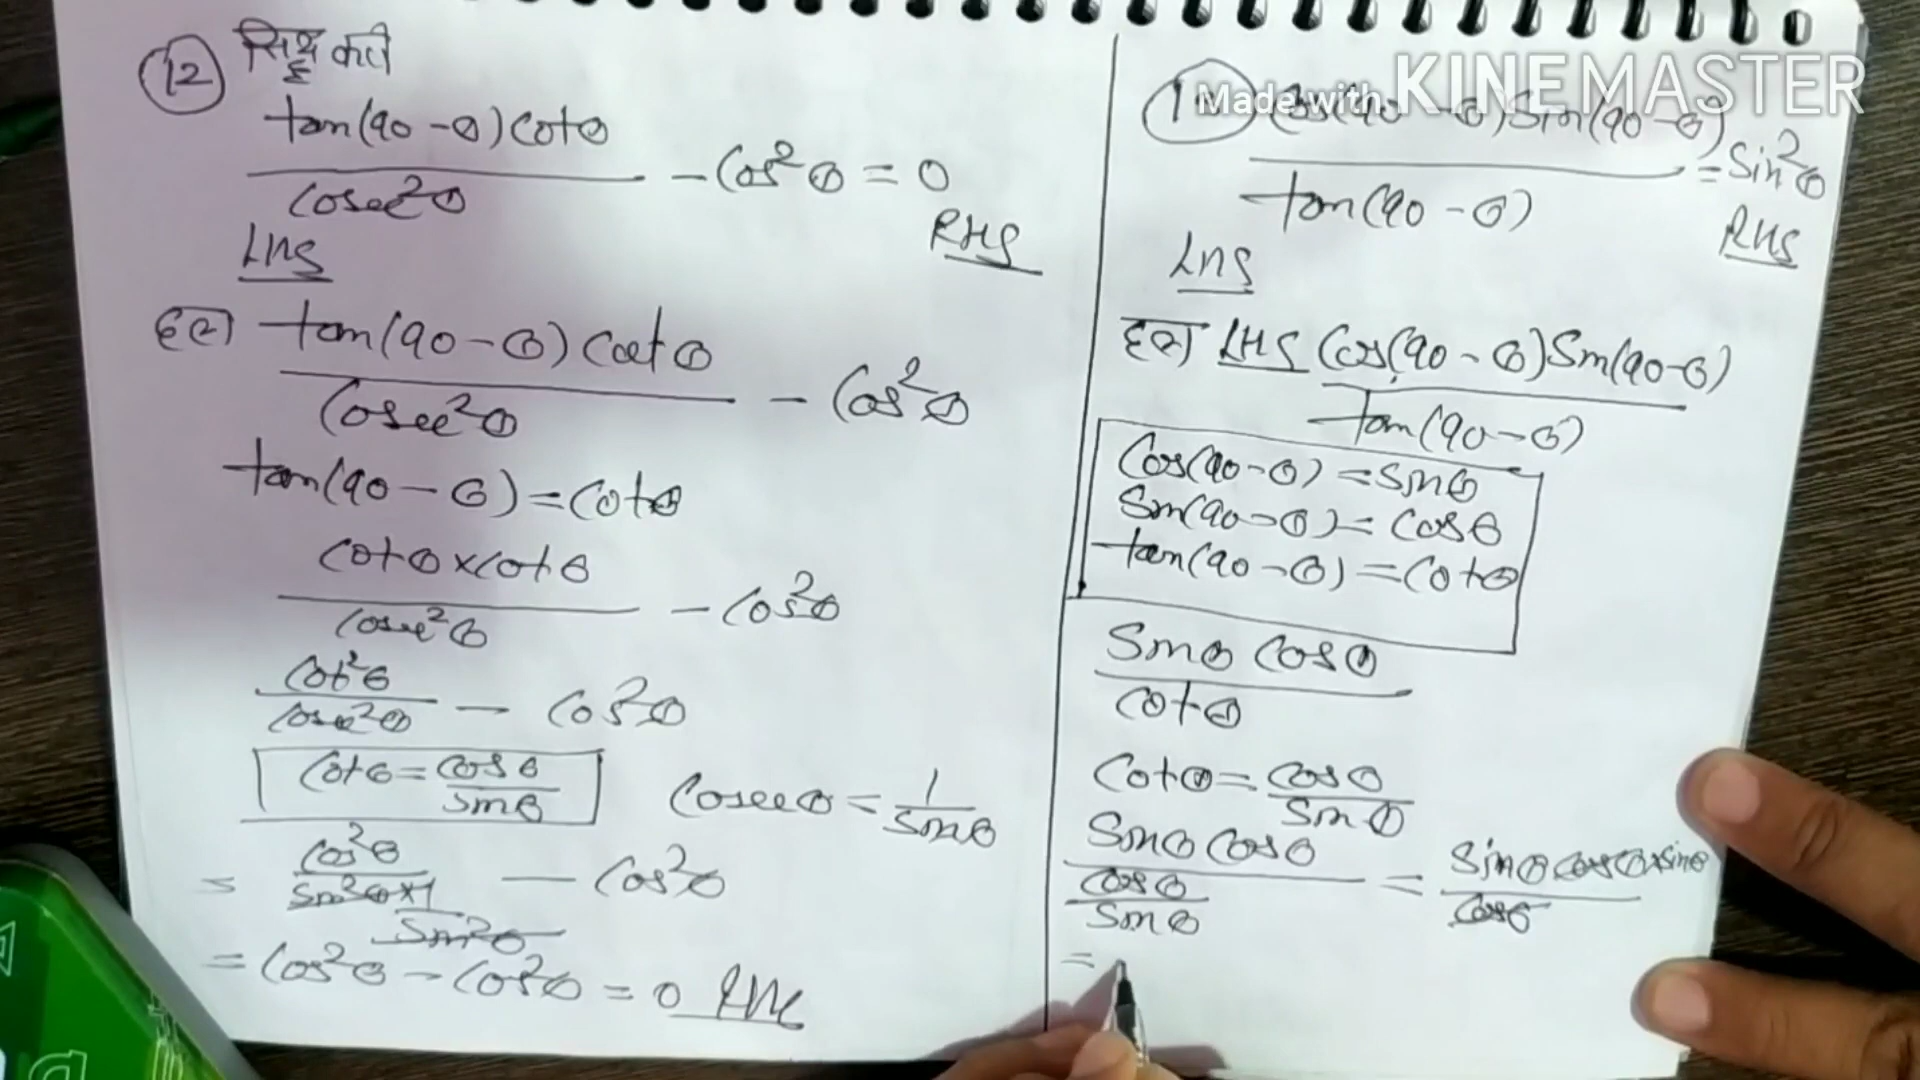 12 सिद्ध करो
tan(90-θ)cotθ
cosec²θ
- Cos²θ = 0
RHS
LHS
हल tan(90-θ) Cotθ
Cosec²θ
- Cos²θ
tan(90-θ) = Cotθ
Cotθ×Cotθ
Cosec²θ
- Cos²θ
Cot²θ
Cosec²θ
- Cos²θ
Cotθ = Cosθ
Sinθ
Cosecθ = 1
Sinθ
= Cos²θ
Sin²θ×1
Sin²θ
- Cos²θ
= Cos²θ - Cos²θ = 0 RHS
Made with KINEMASTER
Cos(90-θ)Sin(90-θ)
tan(90-θ)
= Sin²θ
RHS
LHS
हल LHS Cos(90-θ)Sin(90-θ)
tan(90-θ)
Cos(90-θ) = Sinθ
Sin(90-θ) = Cosθ
tan(90-θ) = Cotθ
Sinθ Cosθ
Cotθ
Cotθ = Cosθ
Sinθ
Sinθ Cosθ
Cosθ
Sinθ
= Sinθ Cosθ×Sinθ
Cosθ
=